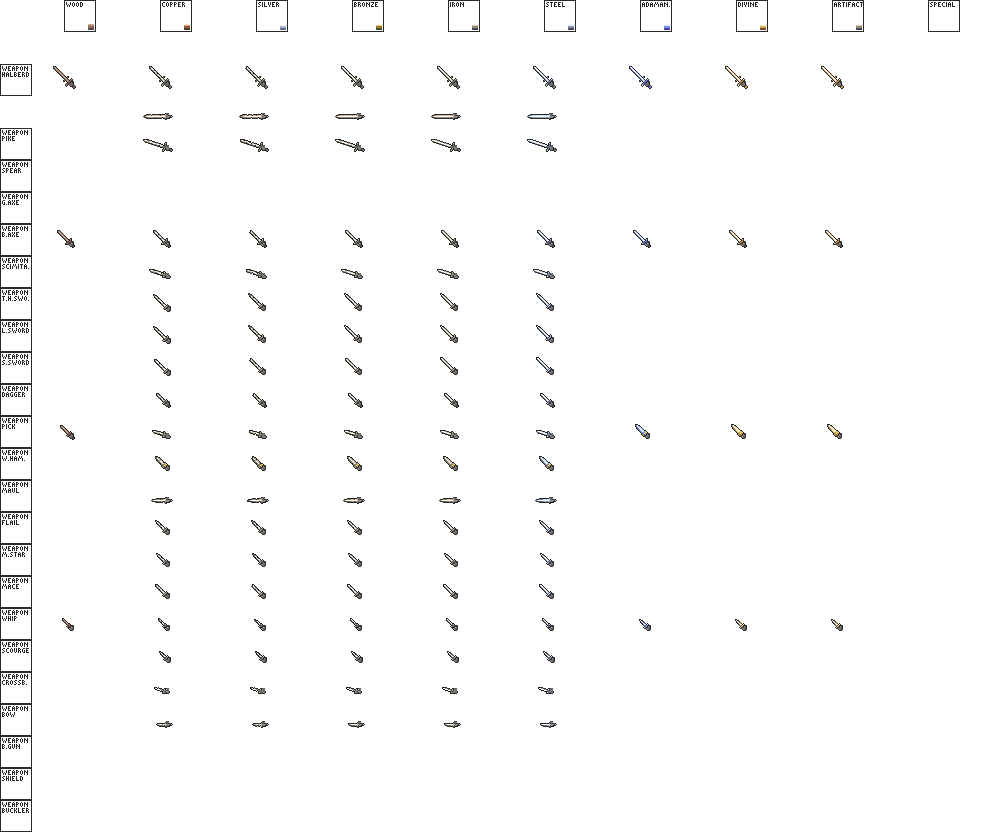 WOOD COPPER SILVER BRONZE IRON STEEL ADAMAN. DIVINE ARTIFACT SPECIAL
WEAPON
HALBERD
WEAPON
PIKE
WEAPON
SPEAR
WEAPON
G.AXE
WEAPON
B.AXE
WEAPON
SCIMITA.
WEAPON
T.H.SWO.
WEAPON
L.SWORD
WEAPON
S.SWORD
WEAPON
DAGGER
WEAPON
PICK
WEAPON
W.HAM.
WEAPON
MAUL
WEAPON
FLAIL
WEAPON
M.STAR
WEAPON
MACE
WEAPON
WHIP
WEAPON
SCOURGE
WEAPON
CROSSB.
WEAPON
BOW
WEAPON
B.GUN
WEAPON
SHIELD
WEAPON
BUCKLER